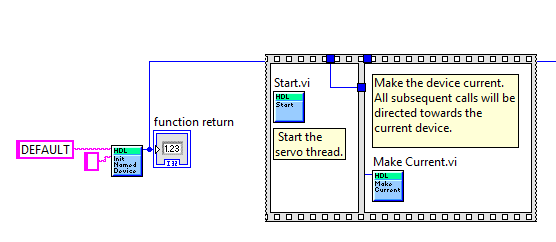 Start.vi
HDL
Start
Start the
servo thread.
Make the device current.
All subsequent calls will be
directed towards the
current device.
Make Current.vi
HDL
Make
Current
function return
1.23
I32
DEFAULT
HDL
Init
Named
Device